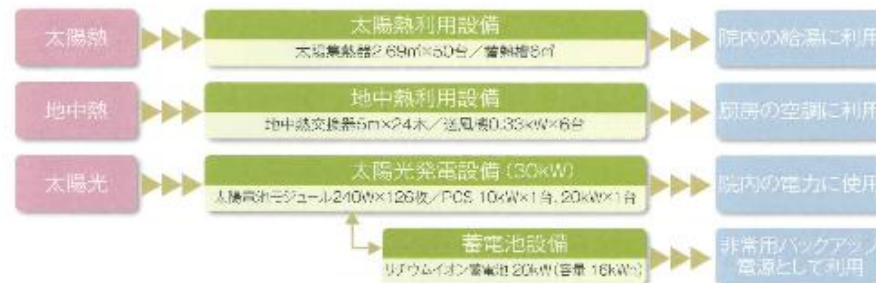 太陽熱
太陽熱利用設備
太陽集熱器2.69㎡×50台／蓄熱槽6㎥
院内の給湯に利用
地中熱
地中熱利用設備
地中熱交換器5m×24本／送風機0.33kW×6台
厨房の空調に利用
太陽光
太陽光発電設備（30kW）
太陽電池モジュール240W×126枚／PCS 10kW×1台、20kW×1台
院内の電力に使用
蓄電池設備
リチウムイオン蓄電池 20kW（容量 16kWh）
非常用バックアップ
電源として利用